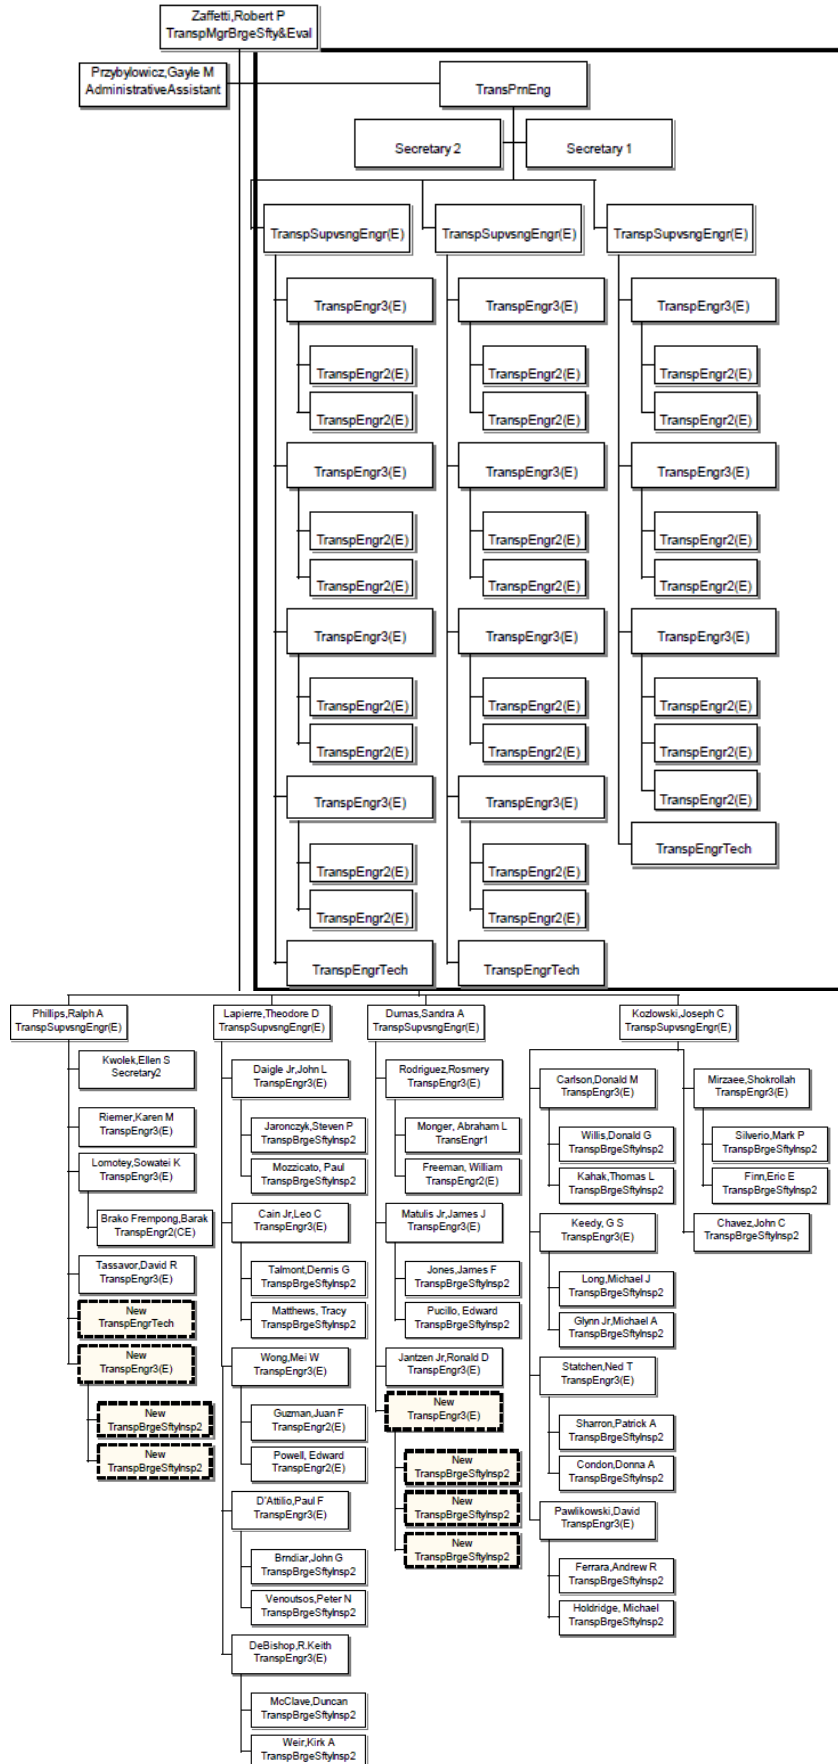 Zaffetti,Robert P
TranspMgrBrgeSfty&Eval
Przybylowicz,Gayle M
AdministrativeAssistant
TransPrnEng
Secretary 2
Secretary 1
TranspSupvsngEngr(E)
TranspEngr3(E)
TranspEngr2(E)
TranspEngr2(E)
TranspEngr3(E)
TranspEngr2(E)
TranspEngr2(E)
TranspEngr3(E)
TranspEngr2(E)
TranspEngr2(E)
TranspEngr3(E)
TranspEngr2(E)
TranspEngr2(E)
TranspEngrTech
TranspSupvsngEngr(E)
TranspEngr3(E)
TranspEngr2(E)
TranspEngr2(E)
TranspEngr3(E)
TranspEngr2(E)
TranspEngr2(E)
TranspEngr3(E)
TranspEngr2(E)
TranspEngr2(E)
TranspEngr3(E)
TranspEngr2(E)
TranspEngr2(E)
TranspEngrTech
TranspSupvsngEngr(E)
TranspEngr3(E)
TranspEngr2(E)
TranspEngr2(E)
TranspEngr3(E)
TranspEngr2(E)
TranspEngr2(E)
TranspEngr3(E)
TranspEngr2(E)
TranspEngr2(E)
TranspEngr2(E)
TranspEngrTech
Phillips,Ralph A
TranspSupvsngEngr(E)
Kwolek,Ellen S
Secretary2
Riemer,Karen M
TranspEngr3(E)
Lomotey,Sowatei K
TranspEngr3(E)
Brako Frempong,Barak
TranspEngr2(CE)
Tassavor,David R
TranspEngr3(E)
New
TranspEngrTech
New
TranspEngr3(E)
New
TranspBrgeSftyInsp2
New
TranspBrgeSftyInsp2
Lapierre,Theodore D
TranspSupvsngEngr(E)
Daigle Jr,John L
TranspEngr3(E)
Jaronczyk,Steven P
TranspBrgeSftyInsp2
Mozzicato, Paul
TranspBrgeSftyInsp2
Cain Jr,Leo C
TranspEngr3(E)
Talmont,Dennis G
TranspBrgeSftyInsp2
Matthews, Tracy
TranspBrgeSftyInsp2
Wong,Mei W
TranspEngr3(E)
Guzman,Juan F
TranspEngr2(E)
Powell, Edward
TranspEngr2(E)
D'Attilio,Paul F
TranspEngr3(E)
Brndiar,John G
TranspBrgeSftyInsp2
Venoutsos,Peter N
TranspBrgeSftyInsp2
DeBishop,R.Keith
TranspEngr3(E)
McClave,Duncan
TranspBrgeSftyInsp2
Weir,Kirk A
TranspBrgeSftyInsp2
Dumas,Sandra A
TranspSupvsngEngr(E)
Rodriguez,Rosmery
TranspEngr3(E)
Monger, Abraham L
TransEngr1
Freeman, William
TranspEngr2(E)
Matulis Jr,James J
TranspEngr3(E)
Jones,James F
TranspBrgeSftyInsp2
Pucillo, Edward
TranspBrgeSftyInsp2
Jantzen Jr,Ronald D
TranspEngr3(E)
New
TranspEngr3(E)
New
TranspBrgeSftyInsp2
New
TranspBrgeSftyInsp2
New
TranspBrgeSftyInsp2
Kozlowski,Joseph C
TranspSupvsngEngr(E)
Carlson,Donald M
TranspEngr3(E)
Willis,Donald G
TranspBrgeSftyInsp2
Kahak,Thomas L
TranspBrgeSftyInsp2
Keedy, G S
TranspEngr3(E)
Long,Michael J
TranspBrgeSftyInsp2
Glynn Jr,Michael A
TranspBrgeSftyInsp2
Statchen,Ned T
TranspEngr3(E)
Sharron,Patrick A
TranspBrgeSftyInsp2
Condon,Donna A
TranspBrgeSftyInsp2
Pawlikowski,David
TranspEngr3(E)
Ferrara,Andrew R
TranspBrgeSftyInsp2
Holdridge, Michael
TranspBrgeSftyInsp2
Mirzaee,Shokrollah
TranspEngr3(E)
Silverio,Mark P
TranspBrgeSftyInsp2
Finn,Eric E
TranspBrgeSftyInsp2
Chavez,John C
TranspBrgeSftyInsp2